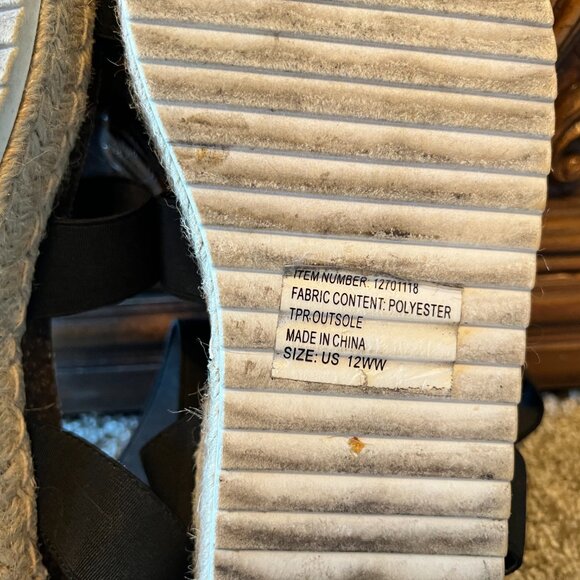 ITEM NUMBER: 12701118
FABRIC CONTENT: POLYESTER
TPR OUTSOLE
MADE IN CHINA
SIZE: US 12WW